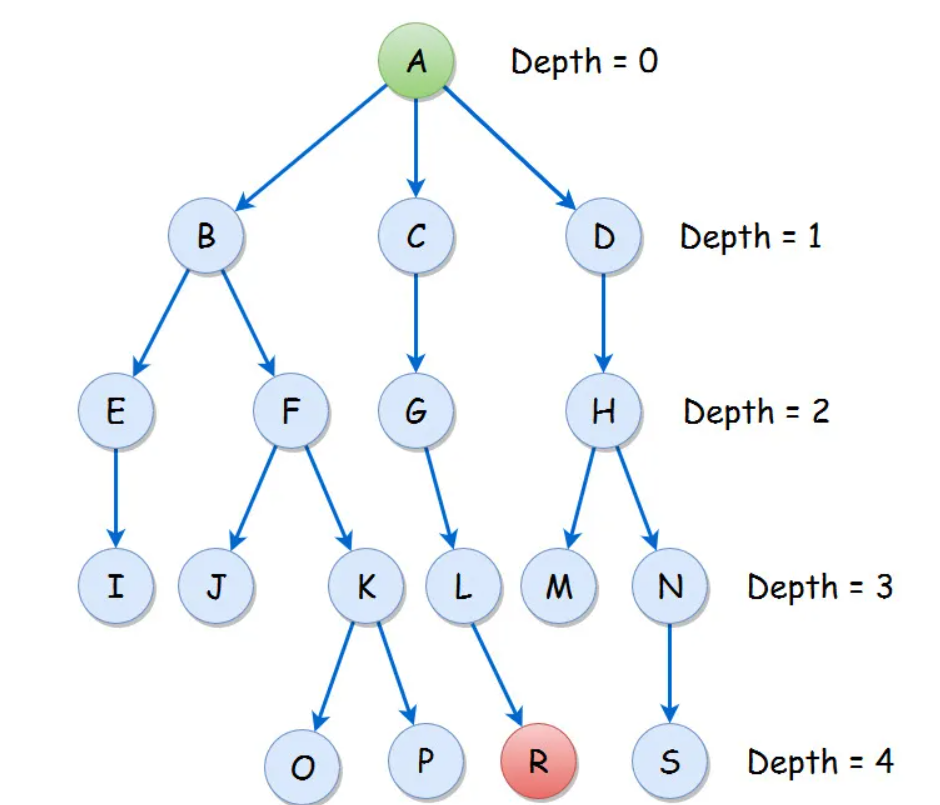 A Depth = 0
B C D Depth = 1
E F G H Depth = 2
I J K L M N Depth = 3
O P R S Depth = 4